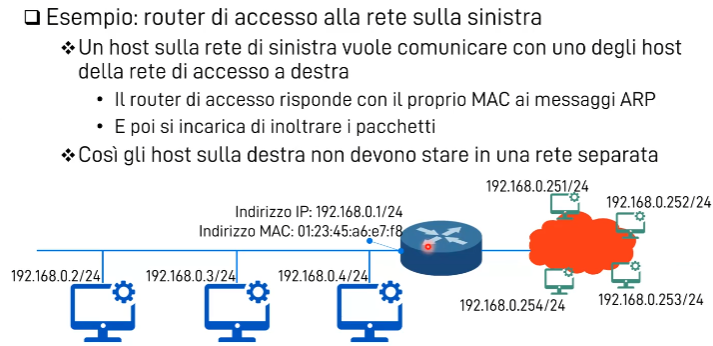 Esempio: router di accesso alla rete sulla sinistra
Un host sulla rete di sinistra vuole comunicare con uno degli host
della rete di accesso a destra
• Il router di accesso risponde con il proprio MAC ai messaggi ARP
• E poi si incarica di inoltrare i pacchetti
Così gli host sulla destra non devono stare in una rete separata
192.168.0.251/24
192.168.0.252/24
Indirizzo IP: 192.168.0.1/24
Indirizzo MAC: 01:23:45:a6:e7:f8
192.168.0.2/24
192.168.0.3/24
192.168.0.4/24
192.168.0.254/24
192.168.0.253/24